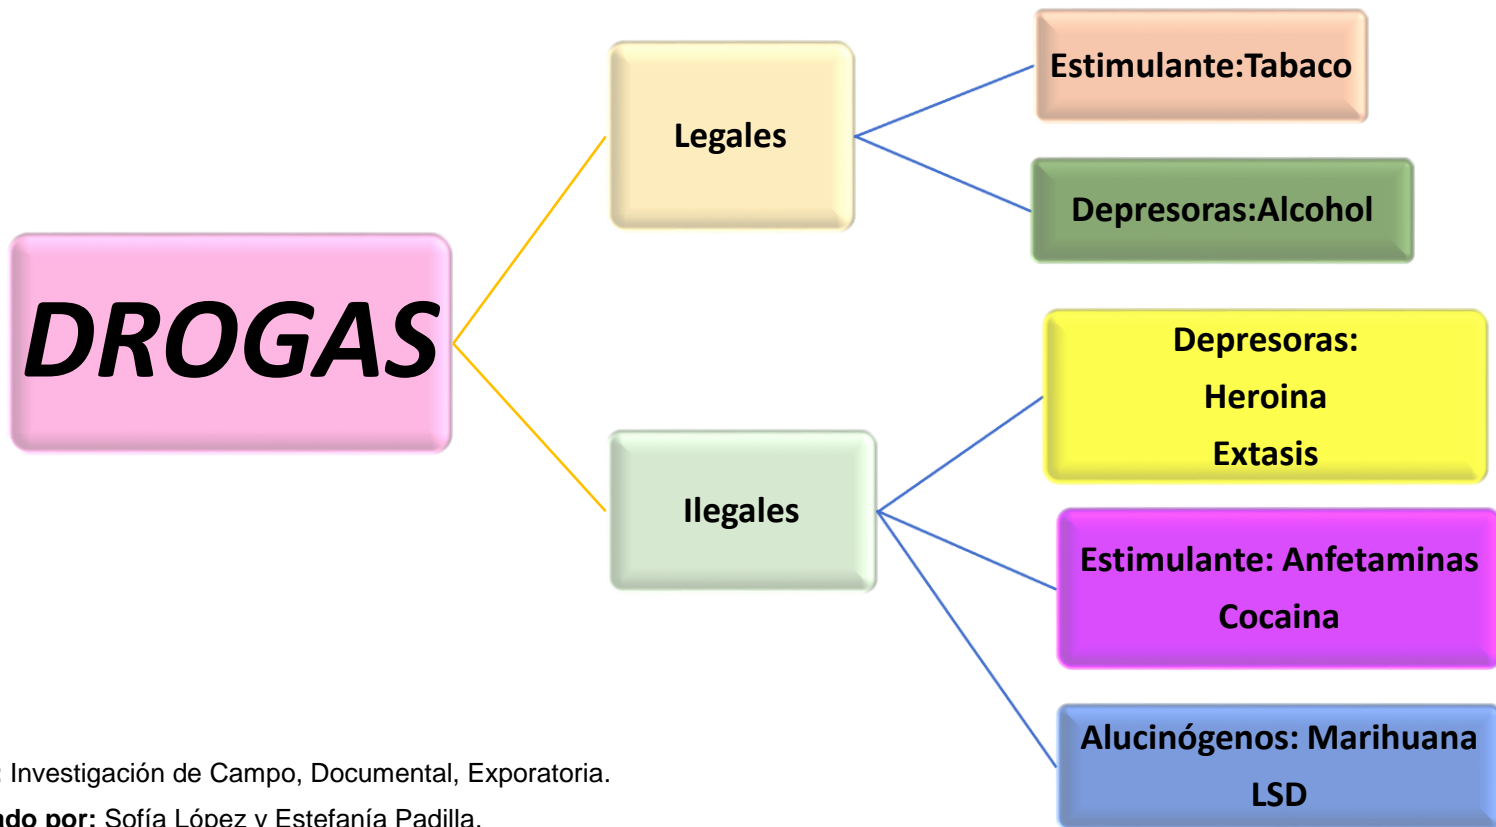 DROGAS
Legales
Estimulante:Tabaco
Depresoras:Alcohol
Ilegales
Depresoras:
Heroina
Extasis
Estimulante: Anfetaminas
Cocaina
Alucinógenos: Marihuana
LSD
: Investigación de Campo, Documental, Exporatoria.
por: Sofía López y Estefanía Padilla.